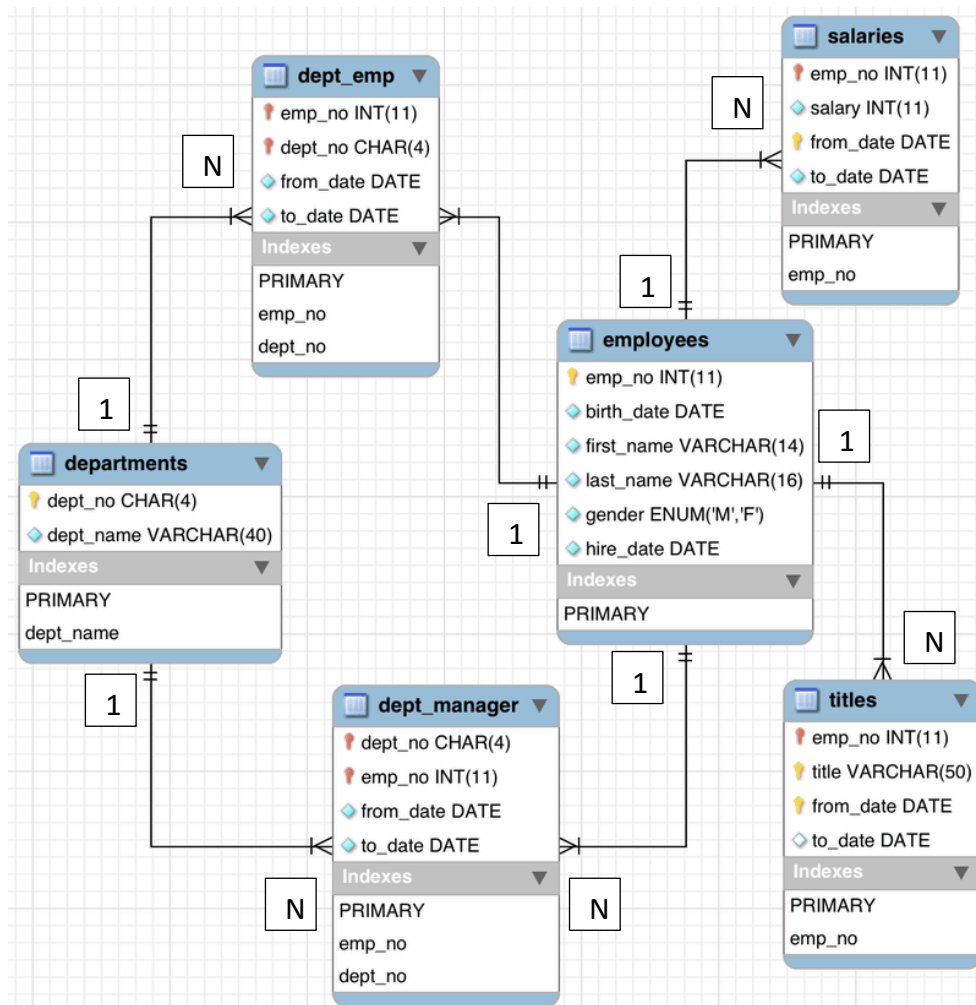 salaries
emp_no INT(11)
salary INT(11)
from_date DATE
to_date DATE
Indexes
PRIMARY
emp_no
dept_emp
emp_no INT(11)
dept_no CHAR(4)
from_date DATE
to_date DATE
Indexes
PRIMARY
emp_no
dept_no
N
N
1
1
employees
emp_no INT(11)
birth_date DATE
first_name VARCHAR(14)
last_name VARCHAR(16)
gender ENUM('M','F')
hire_date DATE
Indexes
PRIMARY
1
1
departments
dept_no CHAR(4)
dept_name VARCHAR(40)
Indexes
PRIMARY
dept_name
1
1
N
dept_manager
dept_no CHAR(4)
emp_no INT(11)
from_date DATE
to_date DATE
Indexes
PRIMARY
emp_no
dept_no
N
N
titles
emp_no INT(11)
title VARCHAR(50)
from_date DATE
to_date DATE
Indexes
PRIMARY
emp_no